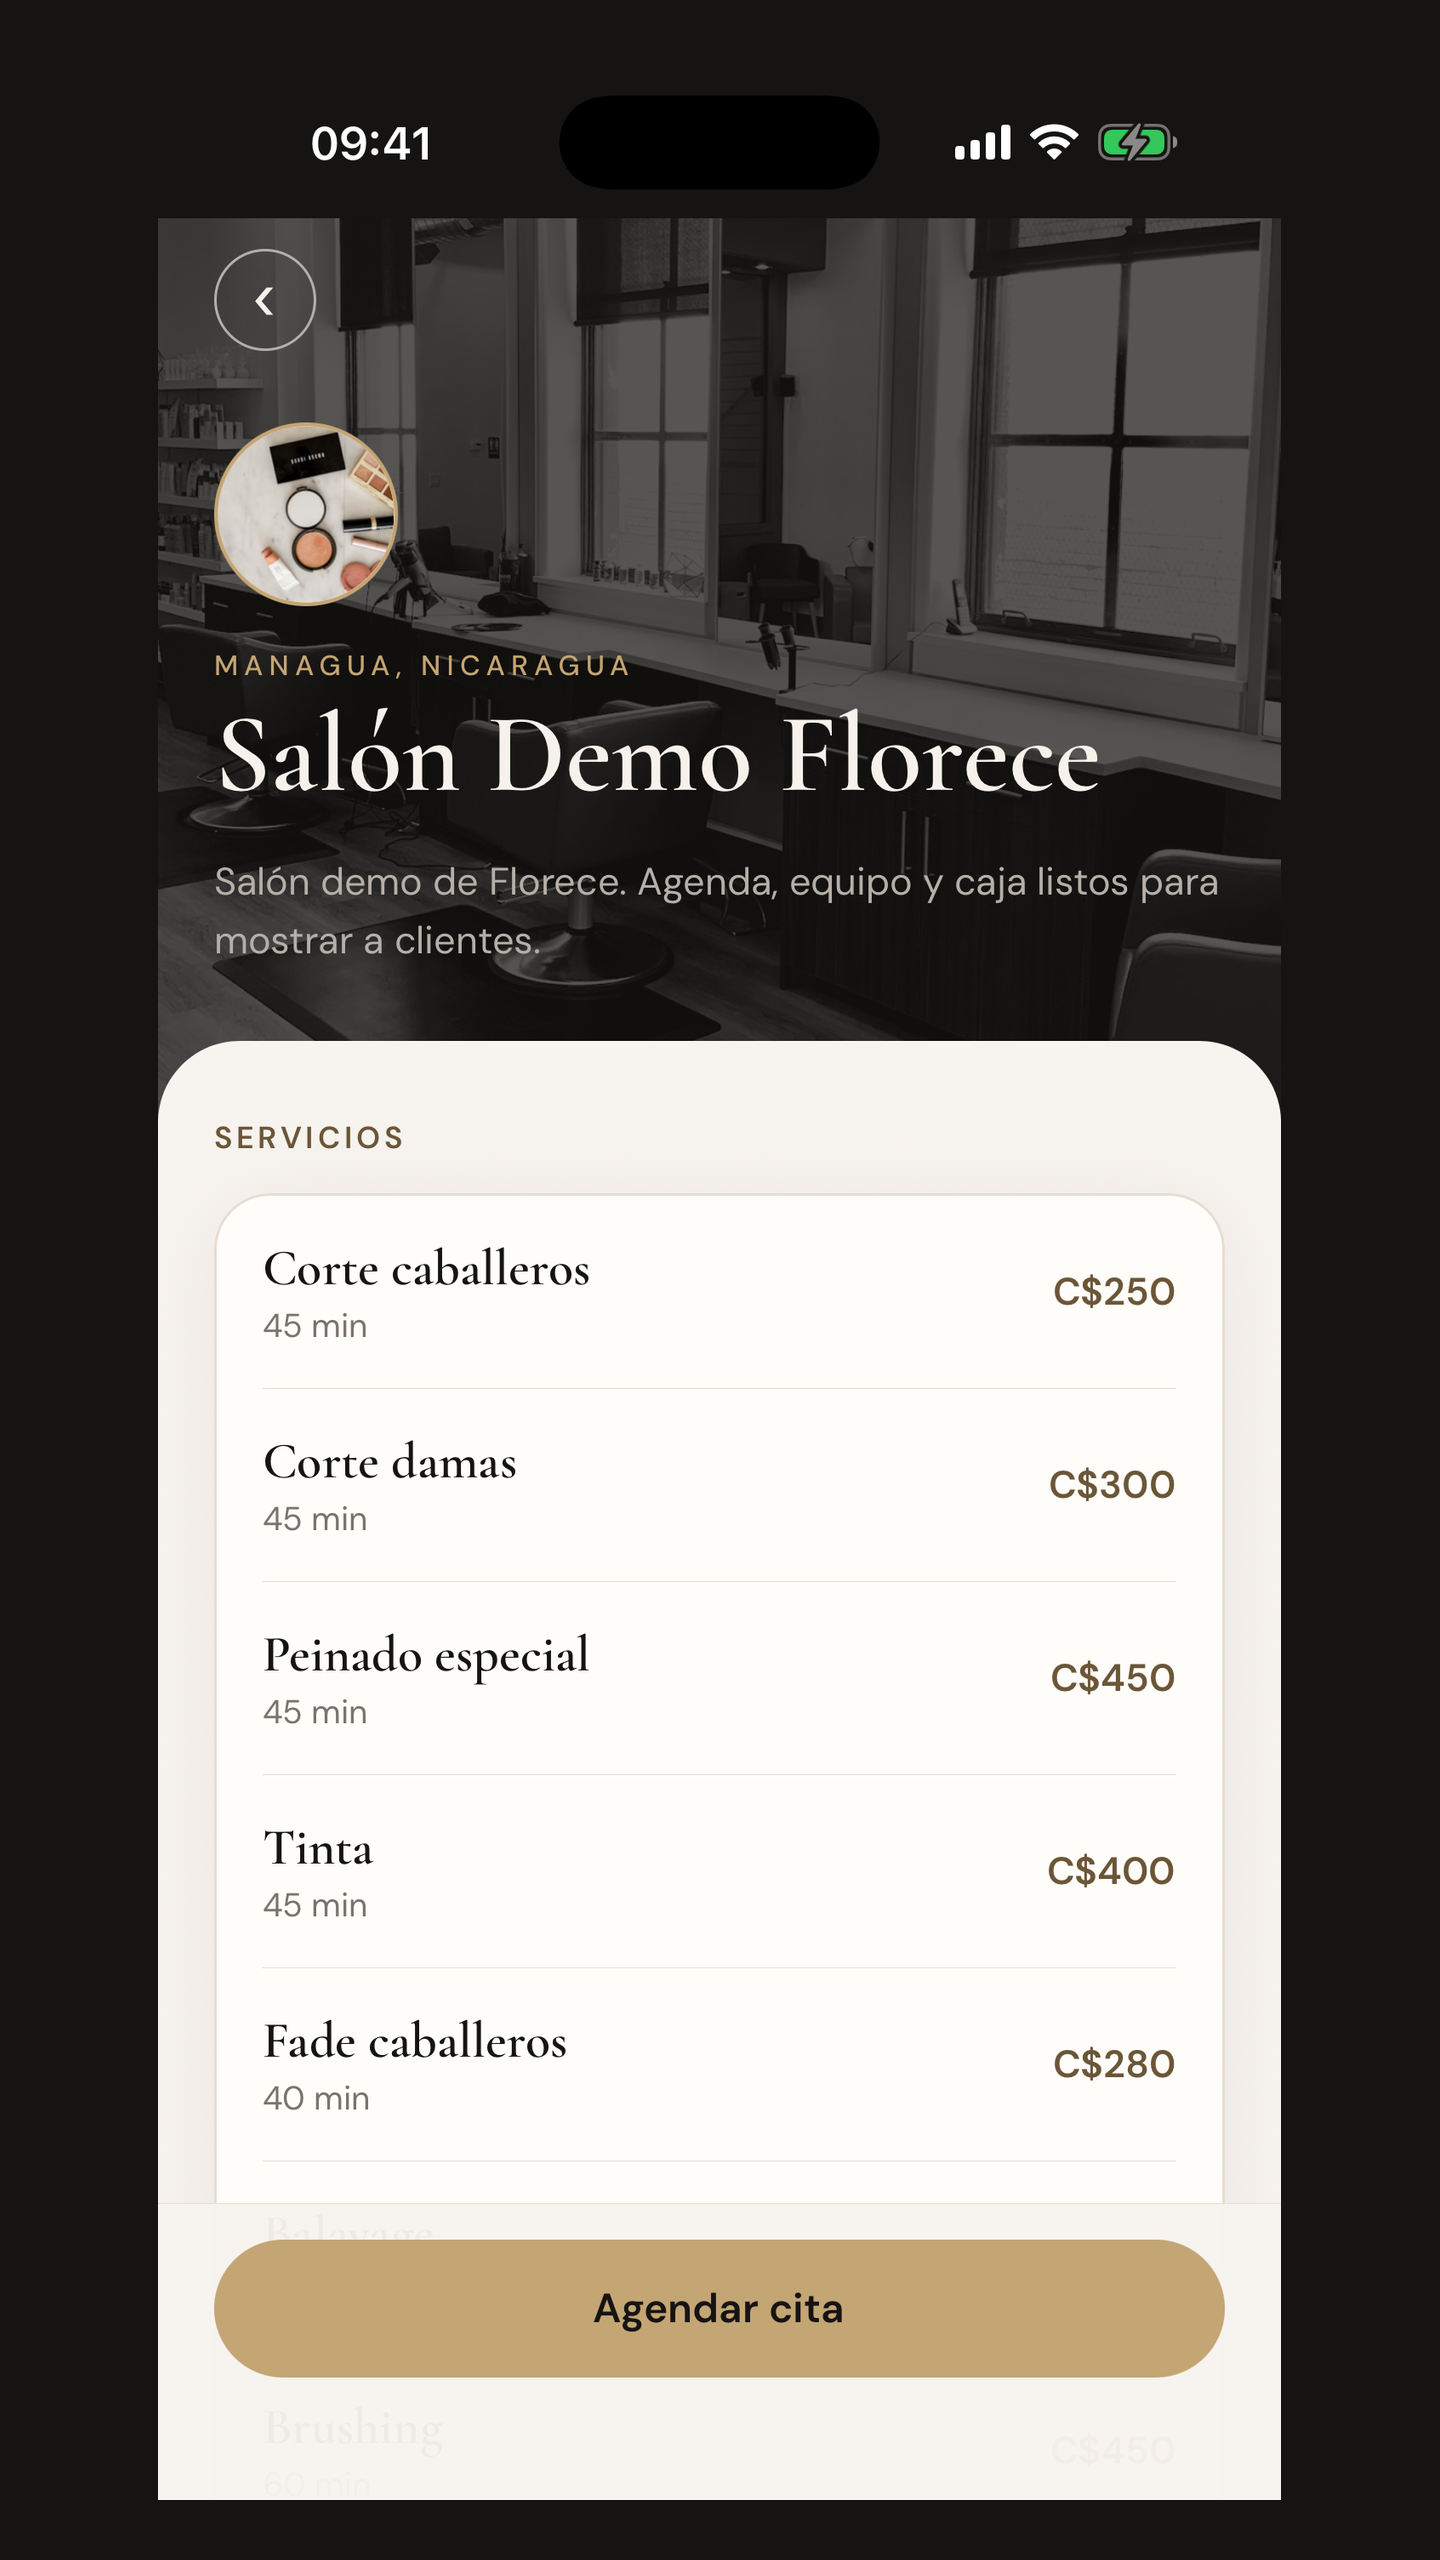 09:41
MANAGUA, NICARAGUA
Salón Demo Florece
Salón demo de Florece. Agenda, equipo y caja listos para
mostrar a clientes.
SERVICIOS
Corte caballeros
45 min
C$250
Corte damas
45 min
C$300
Peinado especial
45 min
C$450
Tinta
45 min
C$400
Fade caballeros
40 min
C$280
Balayage
Agendar cita
Brushing
60 min
C$450